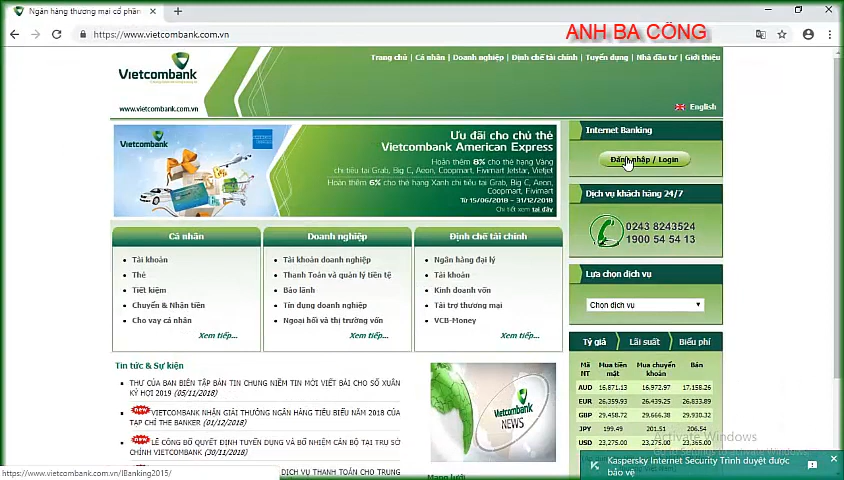 Ngân hàng thương mại cổ phần
https://www.vietcombank.com.vn
ANH BA CÔNG
Vietcombank
www.vietcombank.com.vn
Trang chủ | Cá nhân | Doanh nghiệp | Định chế tài chính | Tuyển dụng | Nhà đầu tư | Giới thiệu
English
Vietcombank
AMERICAN EXPRESS
Ưu đãi cho chủ thẻ
Vietcombank American Express
Hoàn thêm 8% cho thẻ hạng Vàng
chi tiêu tại Grab, Big C, Aeon, Coopmart, Fivimart Jetstar, Vietjet
Hoàn thêm 6% cho thẻ hạng Xanh chi tiêu tại Grab, Big C, Aeon,
Coopmart, Fivimart
Từ 15/06/2018 - 31/12/2018
Chi tiết xem tại đây
Internet Banking
Đăng nhập / Login
Dịch vụ khách hàng 24/7
0243 8243524
1900 54 54 13
Lựa chọn dịch vụ
Chọn dịch vụ
Cá nhân
Tài khoản
Thẻ
Tiết kiệm
Chuyển & Nhận tiền
Cho vay cá nhân
Xem tiếp...
Doanh nghiệp
Tài khoản doanh nghiệp
Thanh Toán và quản lý tiền tệ
Bảo lãnh
Tín dụng doanh nghiệp
Ngoại hối và thị trường vốn
Xem tiếp...
Định chế tài chính
Ngân hàng đại lý
Tài khoản
Kinh doanh vốn
Tài trợ thương mại
VCB-Money
Xem tiếp...
Tỷ giá Lãi suất Biểu phí
Mã NT Mua tiền mặt Mua chuyển khoản Bán
AUD 16,871.13 16,972.97 17,158.26
EUR 26,359.93 26,439.25 26,833.89
GBP 29,458.72 29,666.38 29,930.32
JPY 199.49 201.51 206.54
USD 23,275.00 23,275.00 23,365.00
Tin tức & Sự kiện
THƯ CỦA BAN BIÊN TẬP BẢN TIN CHUNG NIỀM TIN MỜI VIẾT BÀI CHO SỐ XUÂN
KỶ HỢI 2019 (05/11/2018)
new VIETCOMBANK NHẬN GIẢI THƯỞNG NGÂN HÀNG TIÊU BIỂU NĂM 2018 CỦA
TẠP CHÍ THE BANKER (01/12/2018)
new LỄ CÔNG BỐ QUYẾT ĐỊNH TUYỂN DỤNG VÀ BỔ NHIỆM CÁN BỘ TẠI TRỤ SỞ
CHÍNH VIETCOMBANK (30/11/2018)
DỊCH VỤ THANH TOÁN CHO TRUNG
Vietcombank
NEWS
Mạng lưới
Activate Windows
Go to Settings to activate Windows.
Kaspersky Internet Security Trình duyệt được
bảo vệ
https://www.vietcombank.com.vn/IBanking2015/